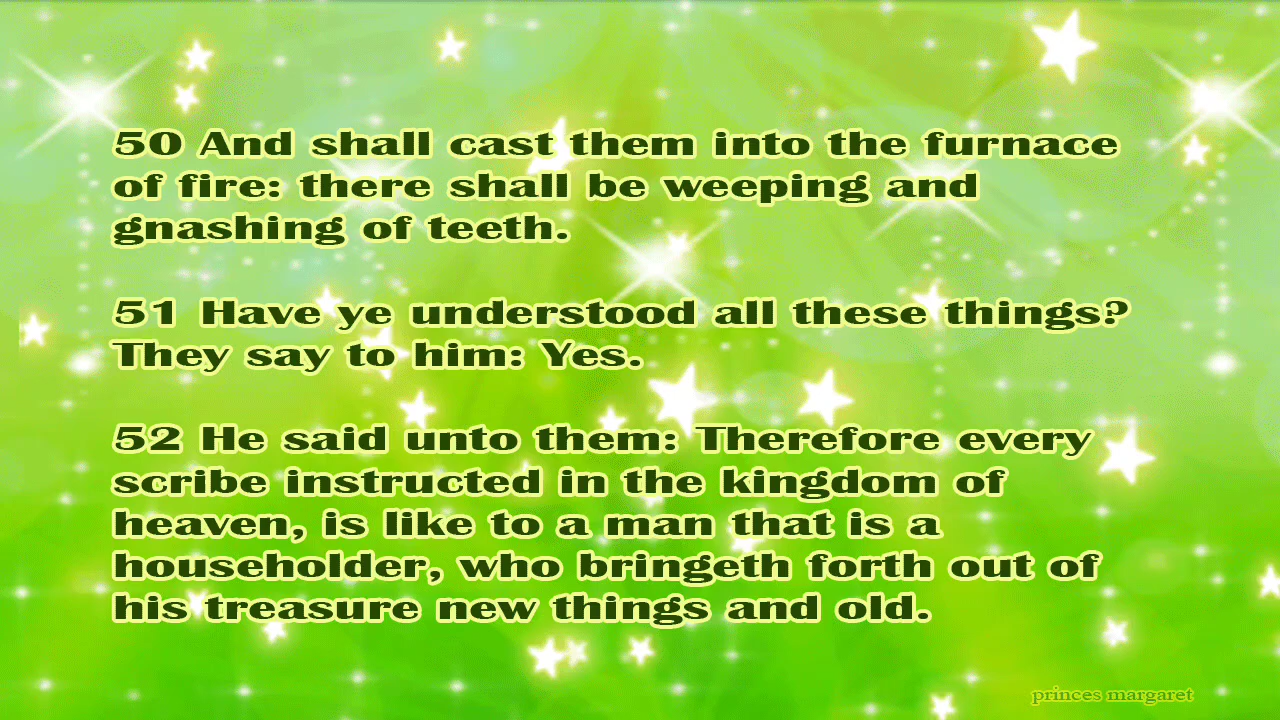 50 And shall cast them into the furnace
of fire: there shall be weeping and
gnashing of teeth.
51 Have ye understood all these things?
They say to him: Yes.
52 He said unto them: Therefore every
scribe instructed in the kingdom of
heaven, is like to a man that is a
householder, who bringeth forth out of
his treasure new things and old.
princes margaret